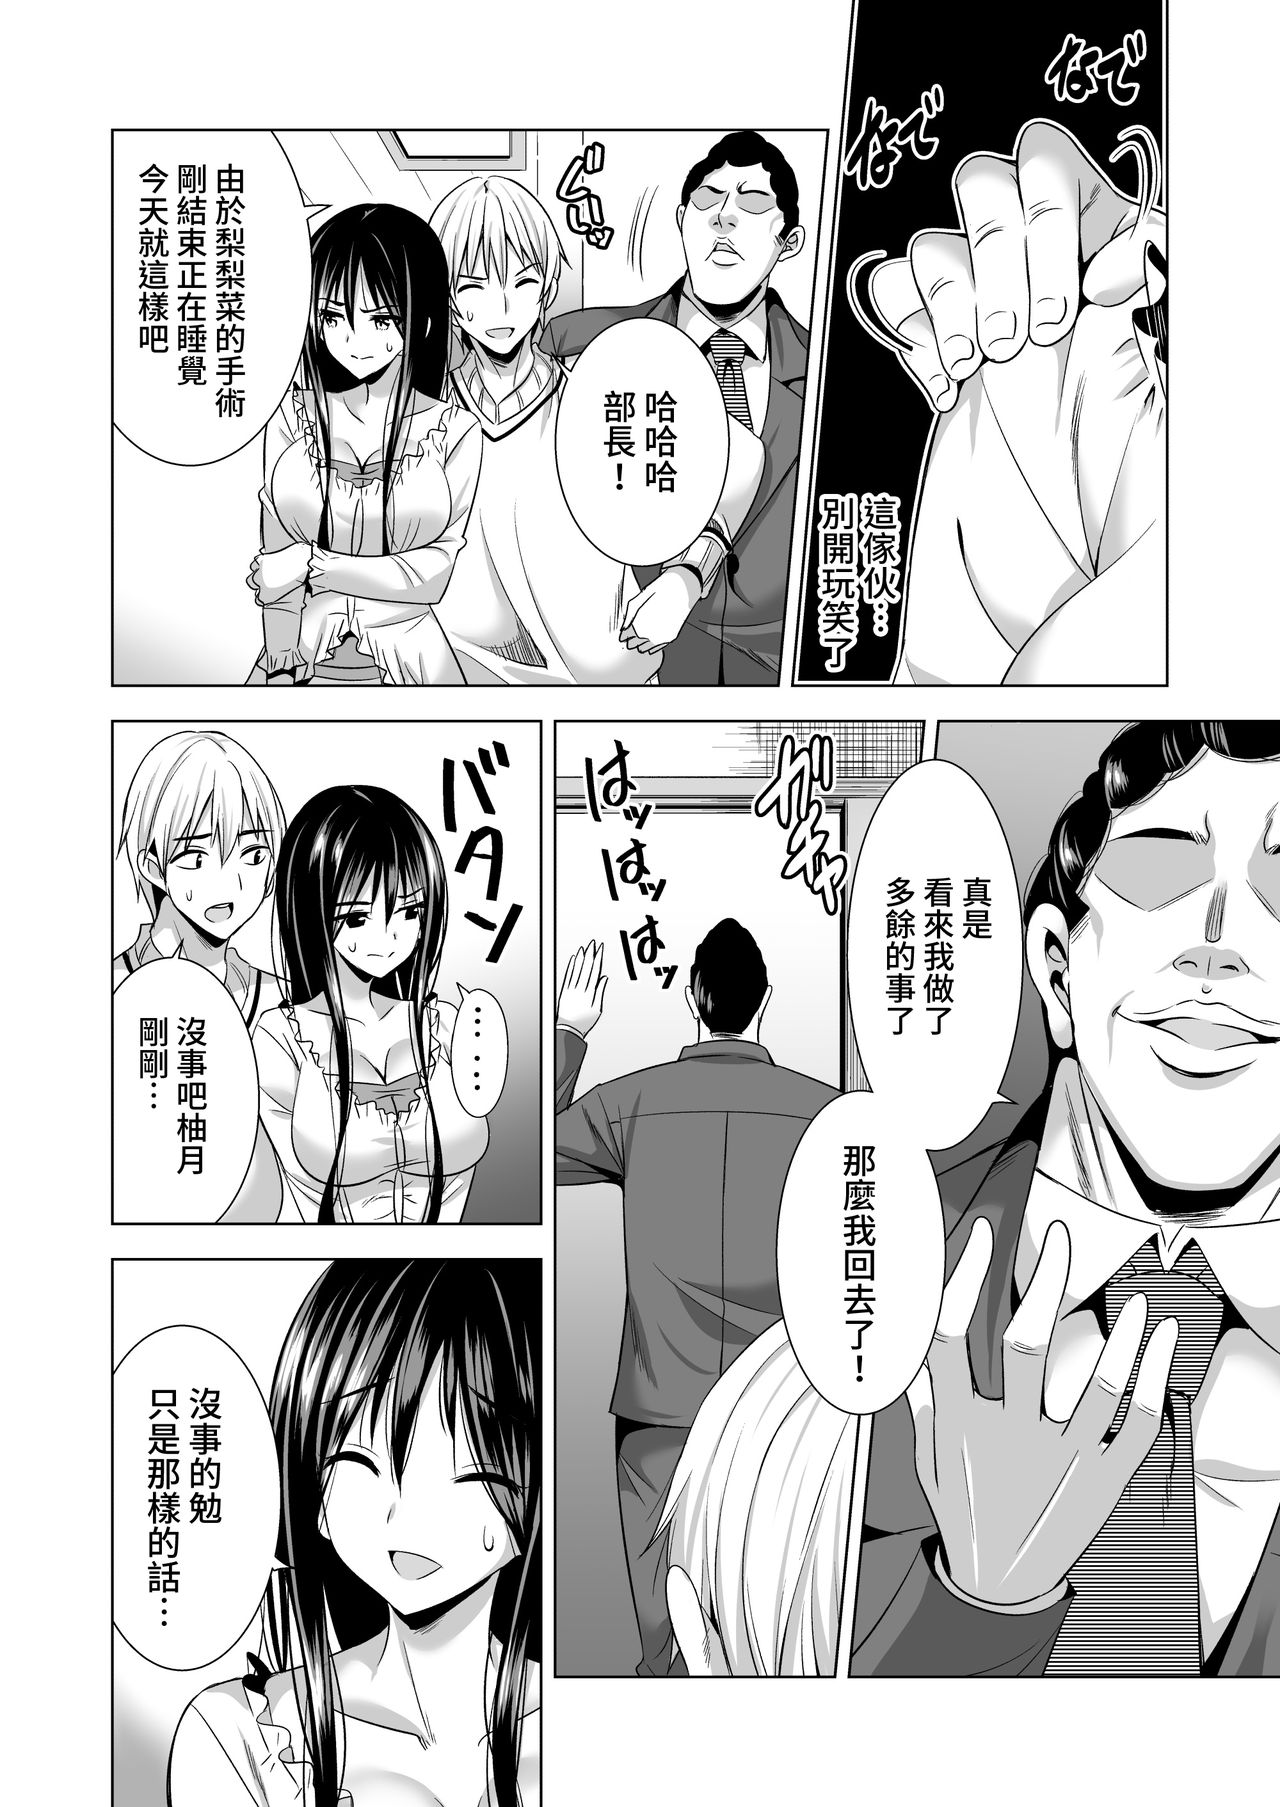 なで
なで
這傢伙…
別開玩笑了
ぐいぃッ
哈哈哈
部長！
由於梨梨菜的手術
剛結束正在睡覺
今天就這樣吧
真是
看來我做了
多餘的事了
那麼我回去了！
ガチャ
はッはッはッ
バタン
……
沒事吧柚月
剛剛…
沒事的勉
只是那樣的話…